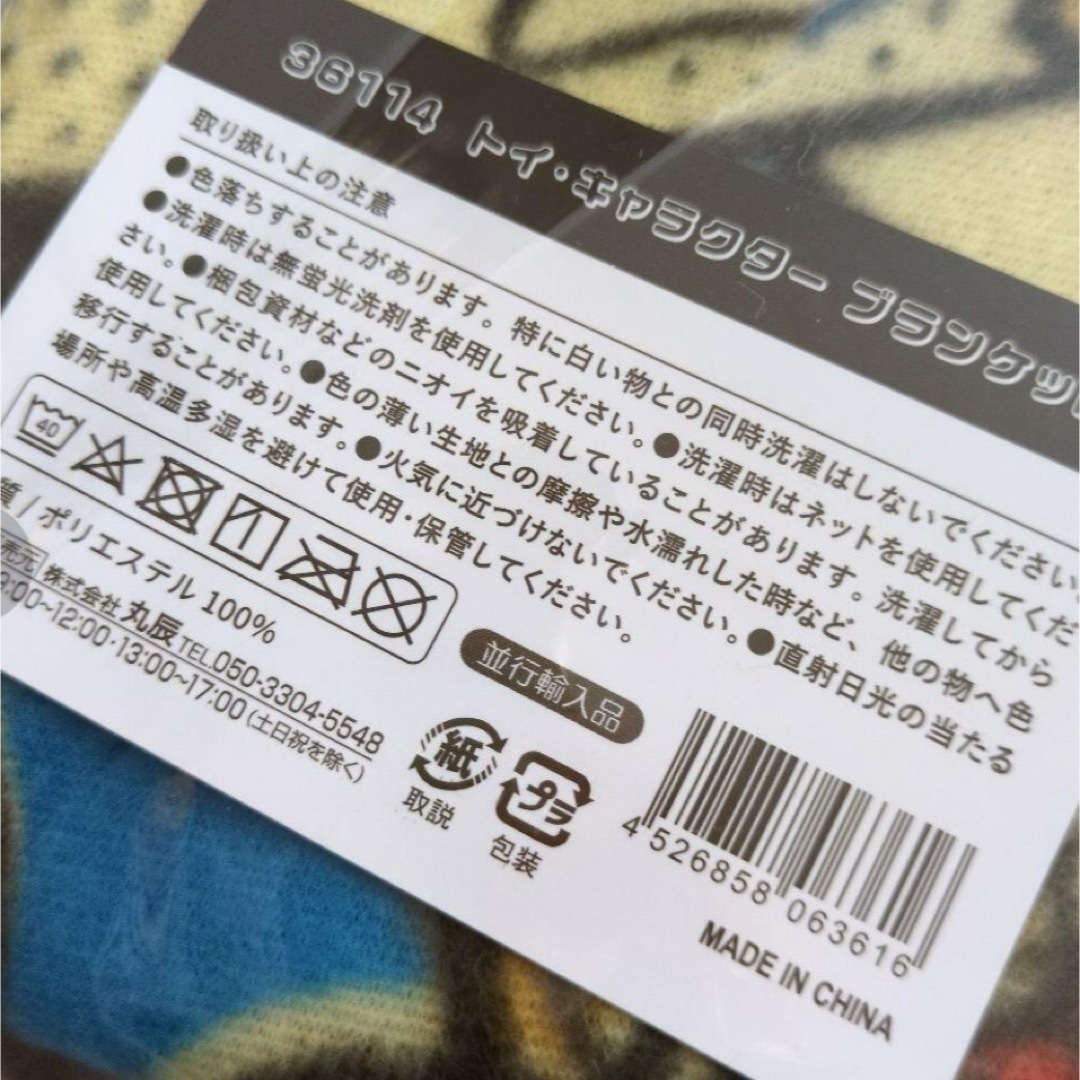 36114 トイ・キャラクター ブランケット
取り扱い上の注意
●色落ちすることがあります。特に白い物との同時洗濯はしないでください。
●洗濯時は無蛍光洗剤を使用してください。●洗濯時はネットを使用してくだ
さい。●梱包資材などのニオイを吸着していることがあります。洗濯してから
使用してください。●色の薄い生地との摩擦や水濡れした時など、他の物へ色
移行することがあります。●火気に近づけないでください。●直射日光の当たる
場所や高温多湿を避けて使用・保管してください。
40
質 / ポリエステル 100%
元 株式会社 丸辰 TEL.050-3304-5548
:00~12:00・13:00~17:00 (土日祝を除く)
並行輸入品
紙
取説
プラ
包装
4 526858 063616
MADE IN CHINA